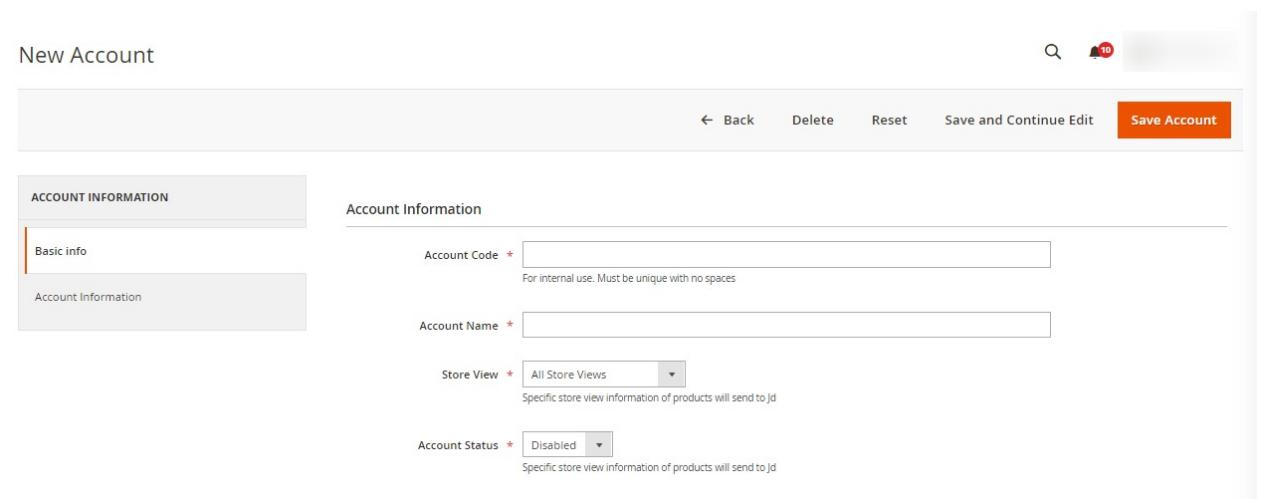 New Account
10
← Back Delete Reset Save and Continue Edit Save Account
ACCOUNT INFORMATION
Basic info
Account Information
Account Information
Account Code *
For internal use. Must be unique with no spaces
Account Name *
Store View * All Store Views
Specific store view information of products will send to Jd
Account Status * Disabled
Specific store view information of products will send to Jd